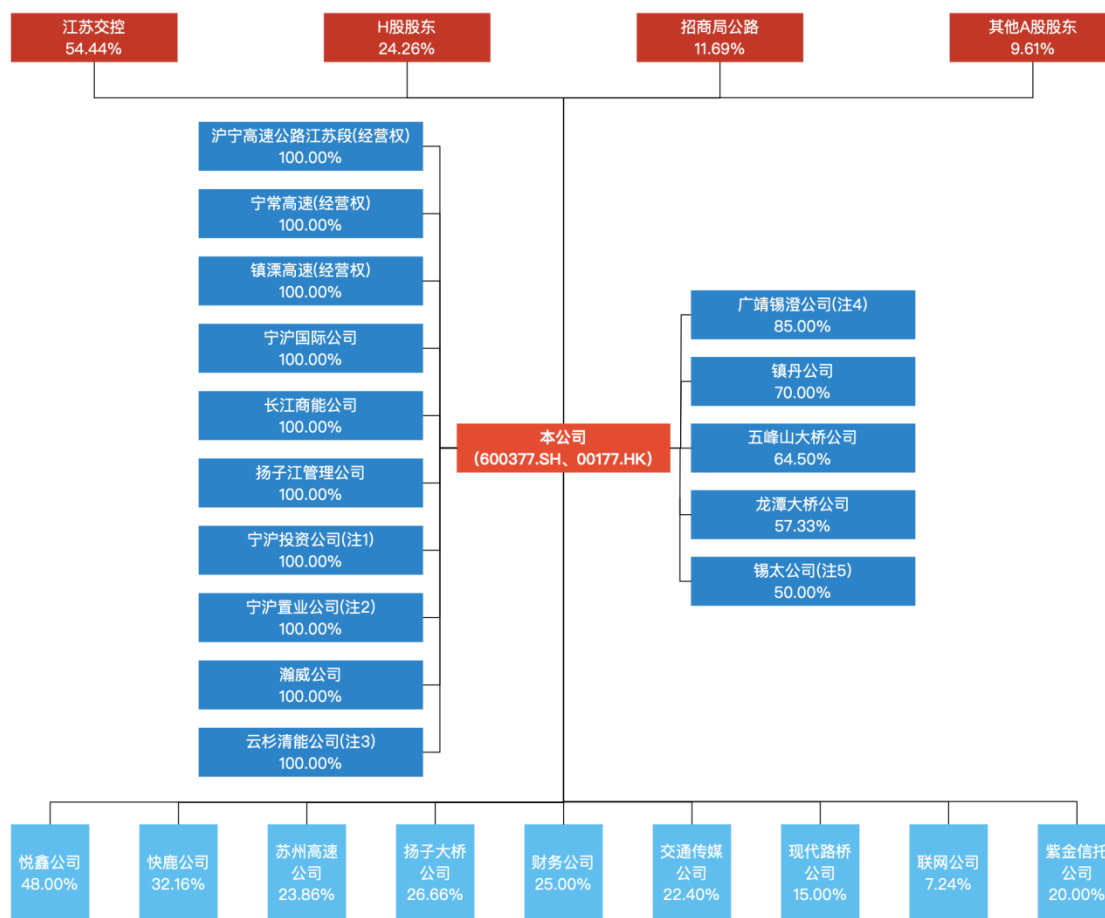 江苏交控
54.44%
H股股东
24.26%
招商局公路
11.69%
其他A股股东
9.61%
沪宁高速公路江苏段(经营权)
100.00%
宁常高速(经营权)
100.00%
镇溧高速(经营权)
100.00%
宁沪国际公司
100.00%
长江商能公司
100.00%
扬子江管理公司
100.00%
宁沪投资公司(注1)
100.00%
宁沪置业公司(注2)
100.00%
瀚威公司
100.00%
云杉清能公司(注3)
100.00%
本公司
（600377.SH、00177.HK）
广靖锡澄公司(注4)
85.00%
镇丹公司
70.00%
五峰山大桥公司
64.50%
龙潭大桥公司
57.33%
锡太公司(注5)
50.00%
悦鑫公司
48.00%
快鹿公司
32.16%
苏州高速
公司
23.86%
扬子大桥
公司
26.66%
财务公司
25.00%
交通传媒
公司
22.40%
现代路桥
公司
15.00%
联网公司
7.24%
紫金信托
公司
20.00%